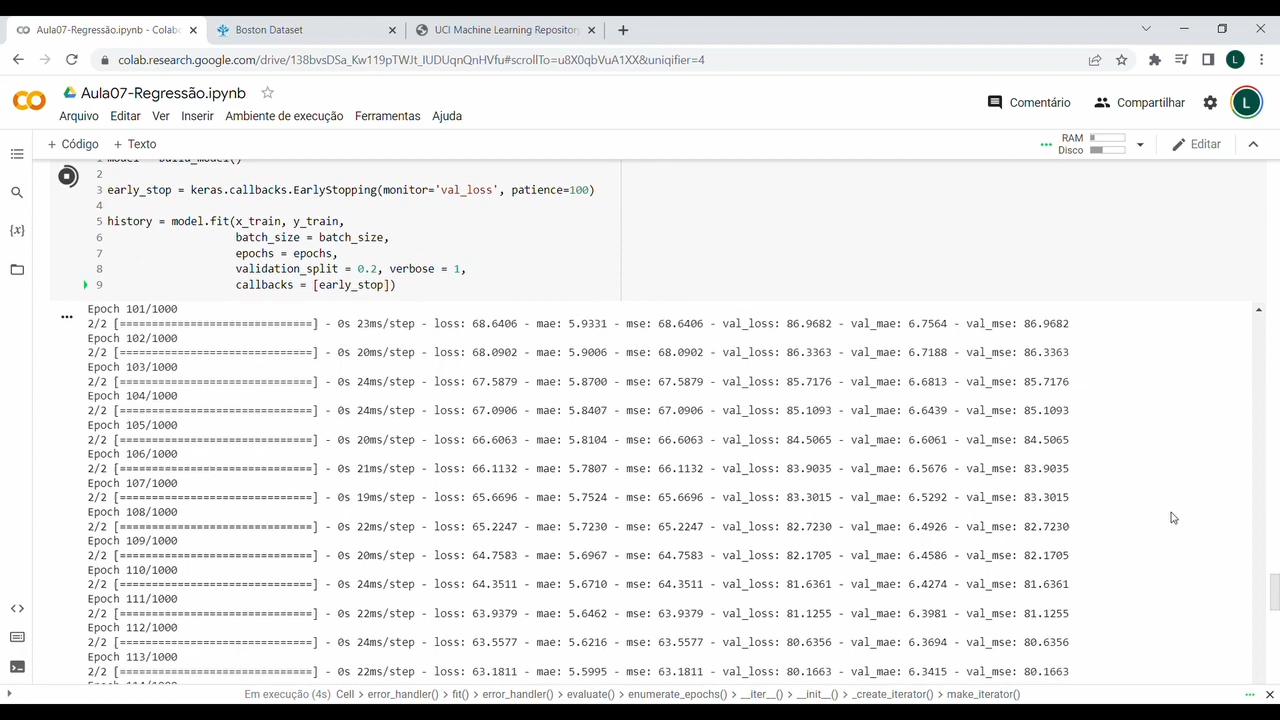 Aula07-Regressão.ipynb - Colab
Boston Dataset
UCI Machine Learning Repository
colab.research.google.com/drive/138bvsDSa_Kw119pTWJt_IUDUqnQnHVfu#scrollTo=u8X0qbVuA1XX&uniqifier=4
L
Aula07-Regressão.ipynb
Comentário
Compartilhar
L
Arquivo Editar Ver Inserir Ambiente de execução Ferramentas Ajuda
+ Código + Texto
RAM
Disco
Editar
1 model = build_model()
2
3 early_stop = keras.callbacks.EarlyStopping(monitor='val_loss', patience=100)
4
5 history = model.fit(x_train, y_train,
6 batch_size = batch_size,
7 epochs = epochs,
8 validation_split = 0.2, verbose = 1,
9 callbacks = [early_stop])
Epoch 101/1000
2/2 [==============================] - 0s 23ms/step - loss: 68.6406 - mae: 5.9331 - mse: 68.6406 - val_loss: 86.9682 - val_mae: 6.7564 - val_mse: 86.9682
Epoch 102/1000
2/2 [==============================] - 0s 20ms/step - loss: 68.0902 - mae: 5.9006 - mse: 68.0902 - val_loss: 86.3363 - val_mae: 6.7188 - val_mse: 86.3363
Epoch 103/1000
2/2 [==============================] - 0s 24ms/step - loss: 67.5879 - mae: 5.8700 - mse: 67.5879 - val_loss: 85.7176 - val_mae: 6.6813 - val_mse: 85.7176
Epoch 104/1000
2/2 [==============================] - 0s 24ms/step - loss: 67.0906 - mae: 5.8407 - mse: 67.0906 - val_loss: 85.1093 - val_mae: 6.6439 - val_mse: 85.1093
Epoch 105/1000
2/2 [==============================] - 0s 20ms/step - loss: 66.6063 - mae: 5.8104 - mse: 66.6063 - val_loss: 84.5065 - val_mae: 6.6061 - val_mse: 84.5065
Epoch 106/1000
2/2 [==============================] - 0s 21ms/step - loss: 66.1132 - mae: 5.7807 - mse: 66.1132 - val_loss: 83.9035 - val_mae: 6.5676 - val_mse: 83.9035
Epoch 107/1000
2/2 [==============================] - 0s 19ms/step - loss: 65.6696 - mae: 5.7524 - mse: 65.6696 - val_loss: 83.3015 - val_mae: 6.5292 - val_mse: 83.3015
Epoch 108/1000
2/2 [==============================] - 0s 22ms/step - loss: 65.2247 - mae: 5.7230 - mse: 65.2247 - val_loss: 82.7230 - val_mae: 6.4926 - val_mse: 82.7230
Epoch 109/1000
2/2 [==============================] - 0s 20ms/step - loss: 64.7583 - mae: 5.6967 - mse: 64.7583 - val_loss: 82.1705 - val_mae: 6.4586 - val_mse: 82.1705
Epoch 110/1000
2/2 [==============================] - 0s 24ms/step - loss: 64.3511 - mae: 5.6710 - mse: 64.3511 - val_loss: 81.6361 - val_mae: 6.4274 - val_mse: 81.6361
Epoch 111/1000
2/2 [==============================] - 0s 22ms/step - loss: 63.9379 - mae: 5.6462 - mse: 63.9379 - val_loss: 81.1255 - val_mae: 6.3981 - val_mse: 81.1255
Epoch 112/1000
2/2 [==============================] - 0s 24ms/step - loss: 63.5577 - mae: 5.6216 - mse: 63.5577 - val_loss: 80.6356 - val_mae: 6.3694 - val_mse: 80.6356
Epoch 113/1000
2/2 [==============================] - 0s 22ms/step - loss: 63.1811 - mae: 5.5985 - mse: 63.1811 - val_loss: 80.1663 - val_mae: 6.3415 - val_mse: 80.1663
Epoch 114/1000
Em execução (4s) Cell > error_handler() > fit() > error_handler() > evaluate() > enumerate_epochs() > __iter__() > __init__() > _create_iterator() > make_iterator()